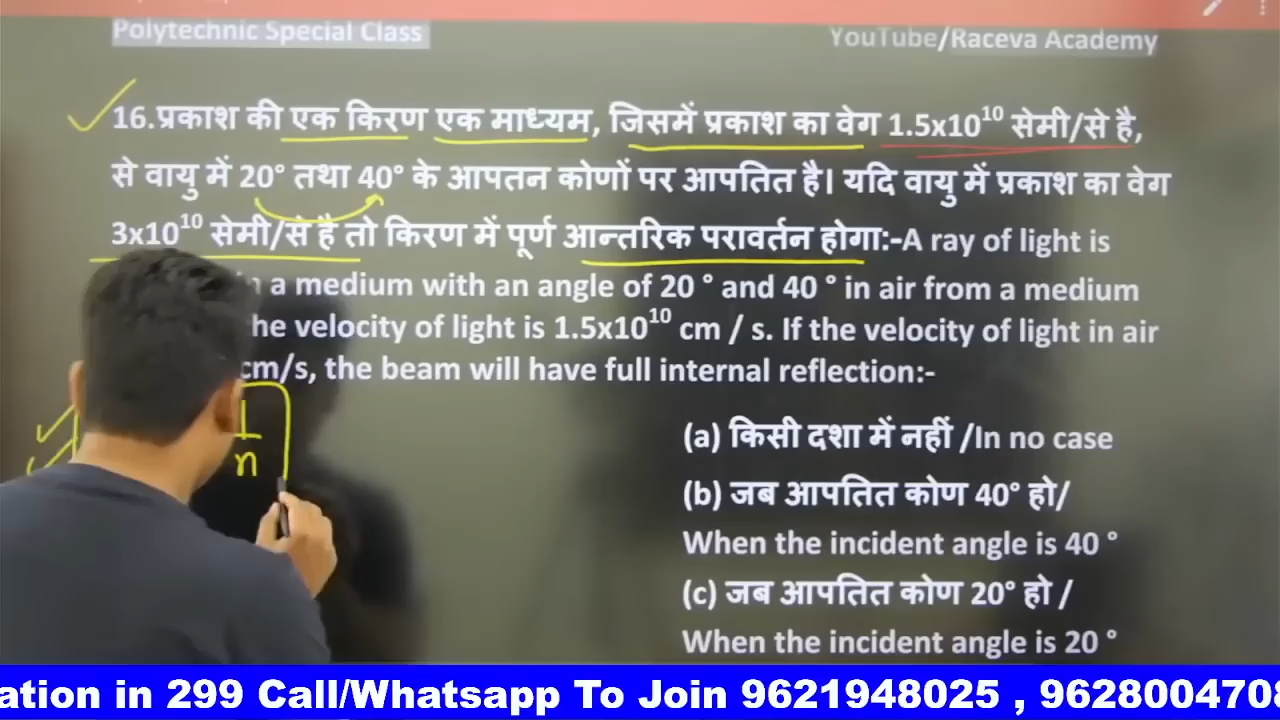 Polytechnic Special Class
YouTube/Raceva Academy
16.प्रकाश की एक किरण एक माध्यम, जिसमें प्रकाश का वेग 1.5x10¹⁰ सेमी/से है,
से वायु में 20° तथा 40° के आपतन कोणों पर आपतित है। यदि वायु में प्रकाश का वेग
3x10¹⁰ सेमी/से है तो किरण में पूर्ण आन्तरिक परावर्तन होगा:-A ray of light is
a medium with an angle of 20 ° and 40 ° in air from a medium
he velocity of light is 1.5x10¹⁰ cm / s. If the velocity of light in air
cm/s, the beam will have full internal reflection:-
1
n
(a) किसी दशा में नहीं /In no case
(b) जब आपतित कोण 40° हो/
When the incident angle is 40 °
(c) जब आपतित कोण 20° हो /
When the incident angle is 20 °
ation in 299 Call/Whatsapp To Join 9621948025 , 9628004708